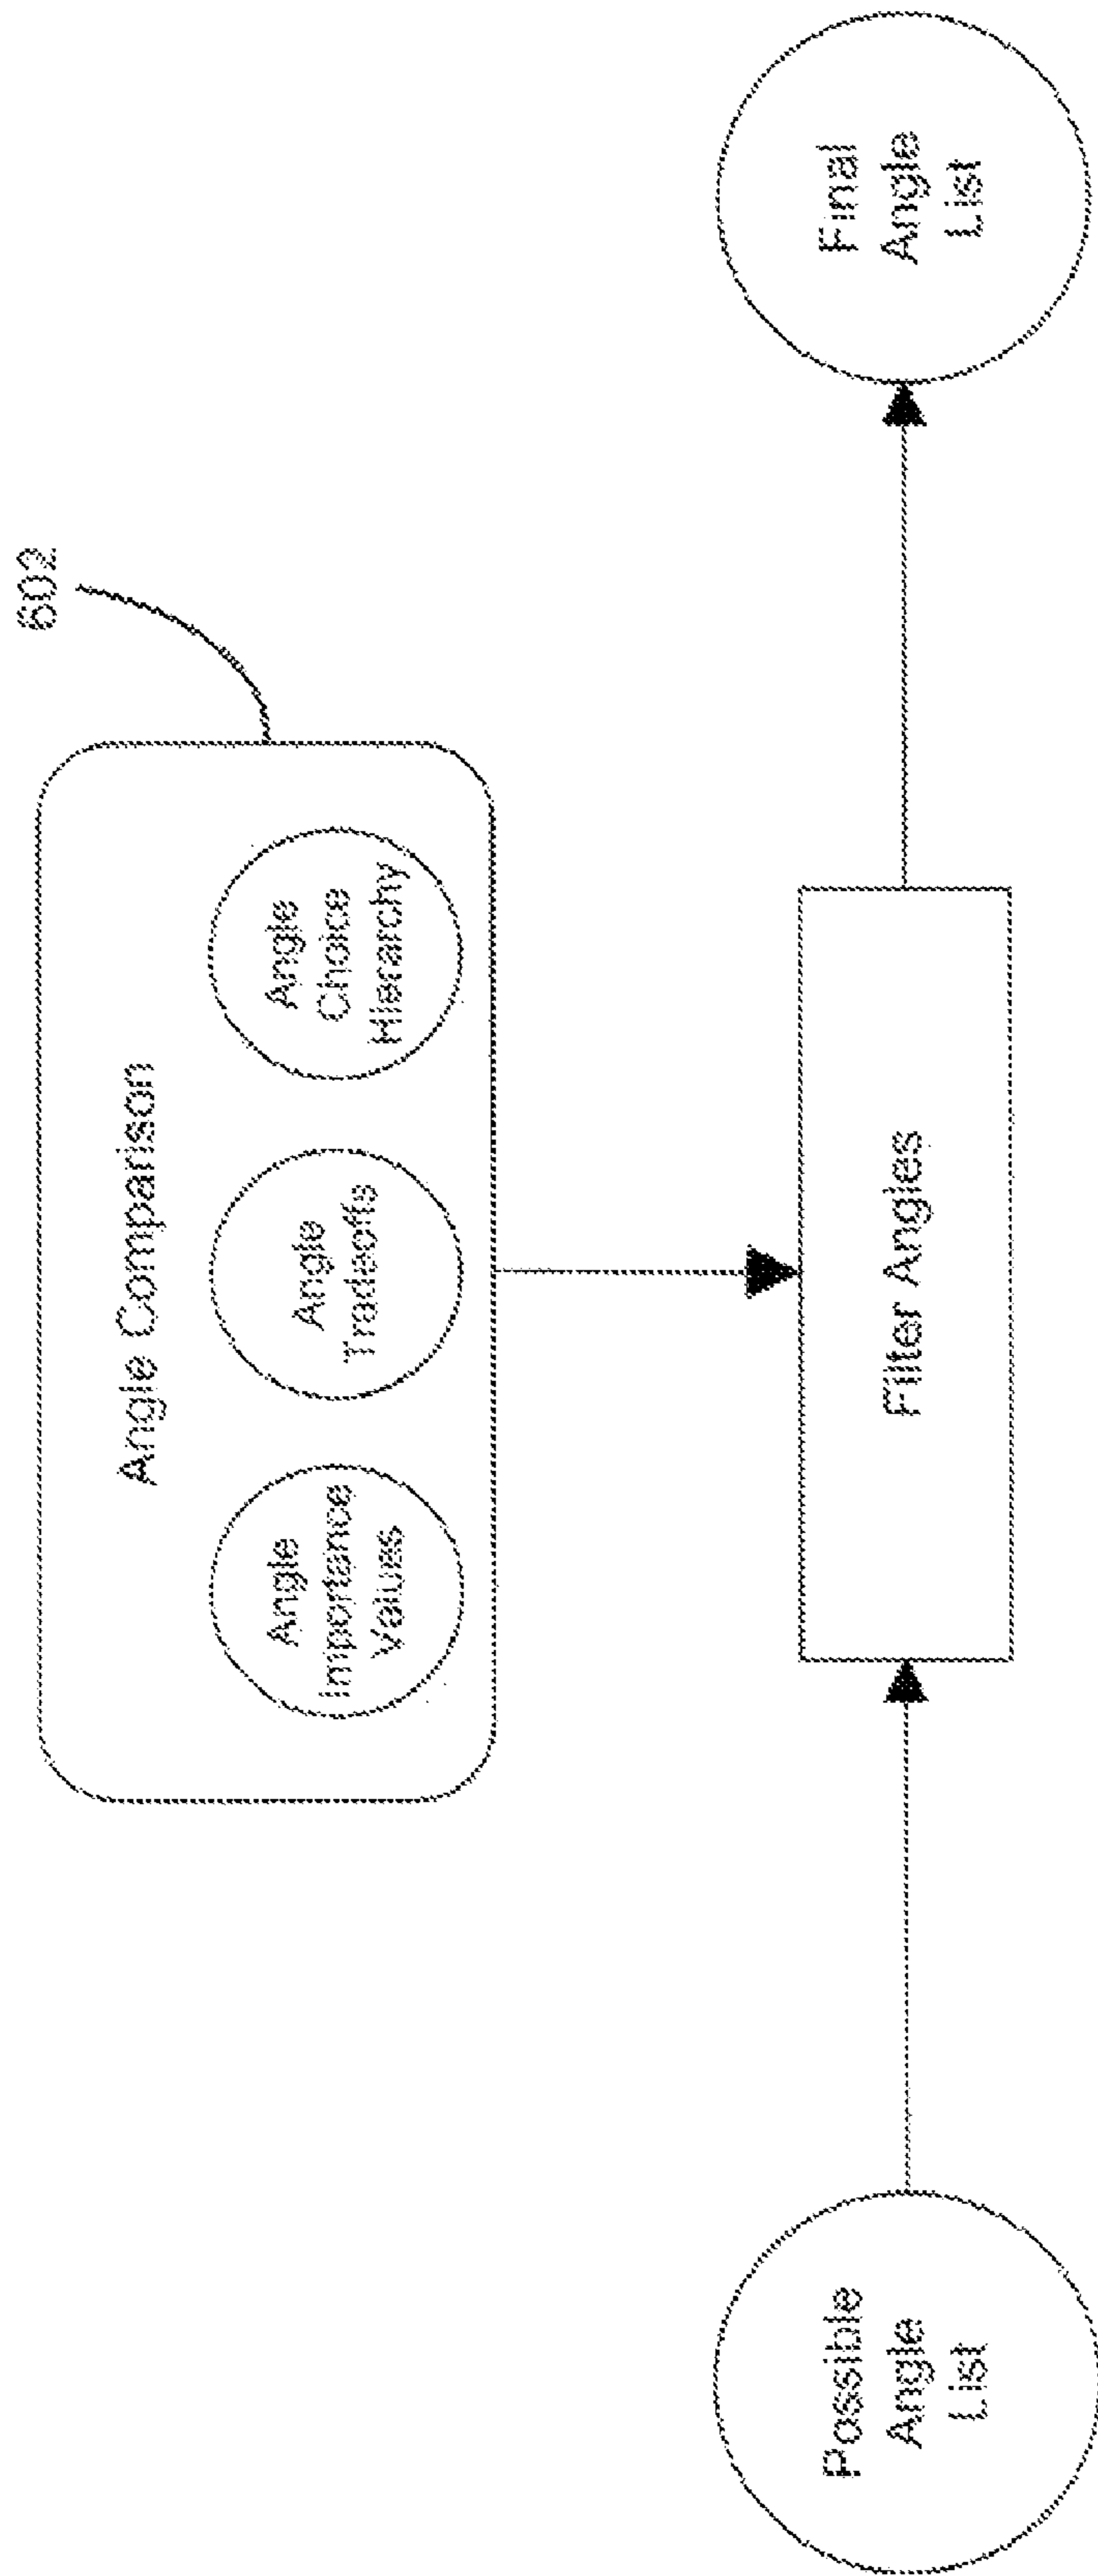 602
Angle Comparison
Angle
Importance
Values
Angle
Tradeoffs
Angle
Choice
Hierarchy
Possible
Angle
List
Filter Angles
Final
Angle
List